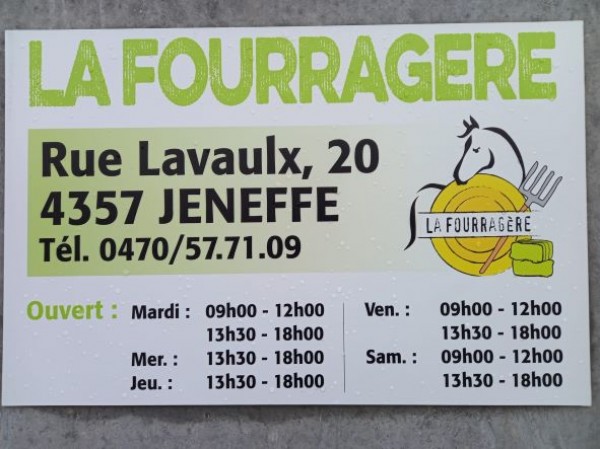 LA FOURRAGERE
Rue Lavaulx, 20
4357 JENEFFE
Tél. 0470/57.71.09
LA FOURRAGÈRE
Ouvert : Mardi : 09h00 - 12h00
13h30 - 18h00
Mer. : 13h30 - 18h00
Jeu. : 13h30 - 18h00
Ven. : 09h00 - 12h00
13h30 - 18h00
Sam. : 09h00 - 12h00
13h30 - 18h00